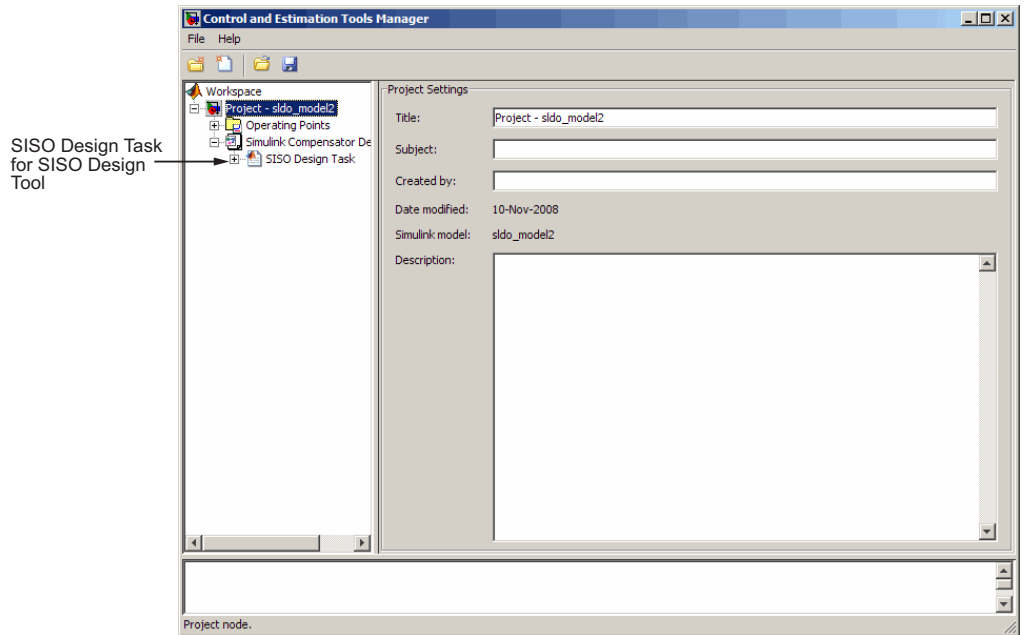 Control and Estimation Tools Manager
File Help
Workspace
Project - sldo_model2
Operating Points
Simulink Compensator De
SISO Design Task
SISO Design Task
for SISO Design
Tool
Project Settings
Title: Project - sldo_model2
Subject:
Created by:
Date modified: 10-Nov-2008
Simulink model: sldo_model2
Description:
Project node.